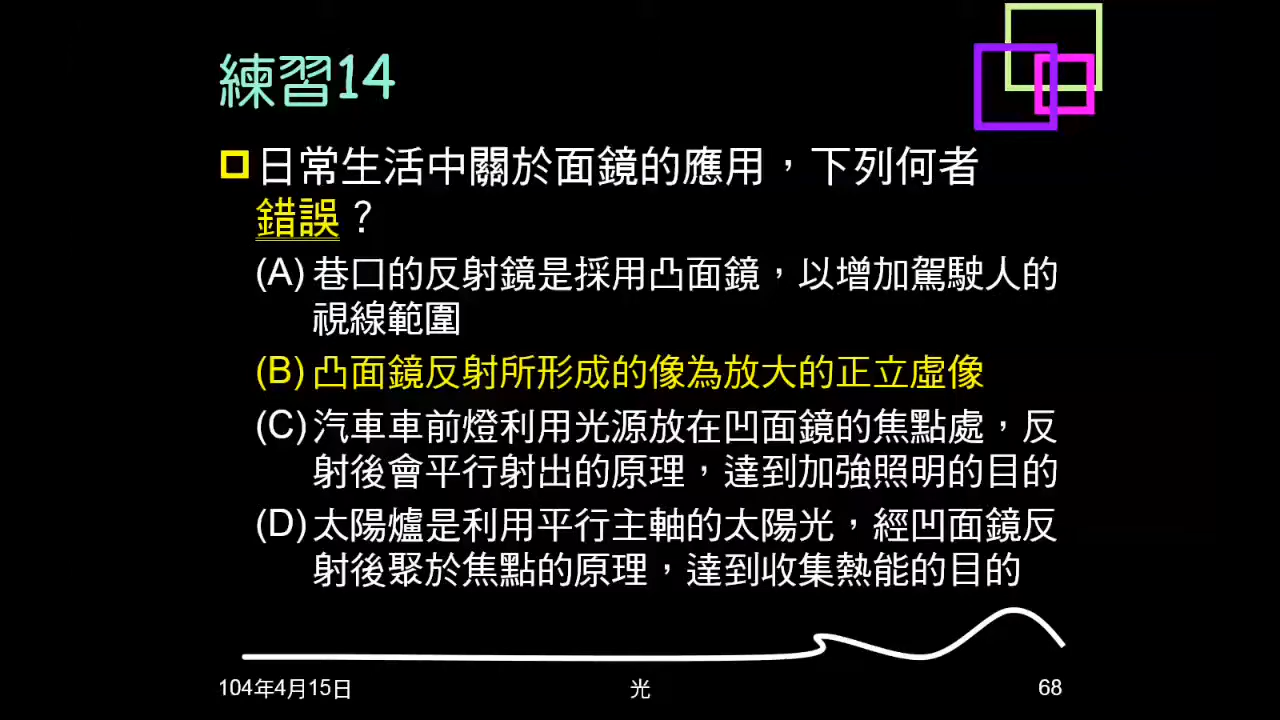 練習14
日常生活中關於面鏡的應用，下列何者
錯誤？
(A) 巷口的反射鏡是採用凸面鏡，以增加駕駛人的
視線範圍
(B) 凸面鏡反射所形成的像為放大的正立虛像
(C) 汽車車前燈利用光源放在凹面鏡的焦點處，反
射後會平行射出的原理，達到加強照明的目的
(D) 太陽爐是利用平行主軸的太陽光，經凹面鏡反
射後聚於焦點的原理，達到收集熱能的目的
104年4月15日
光
68